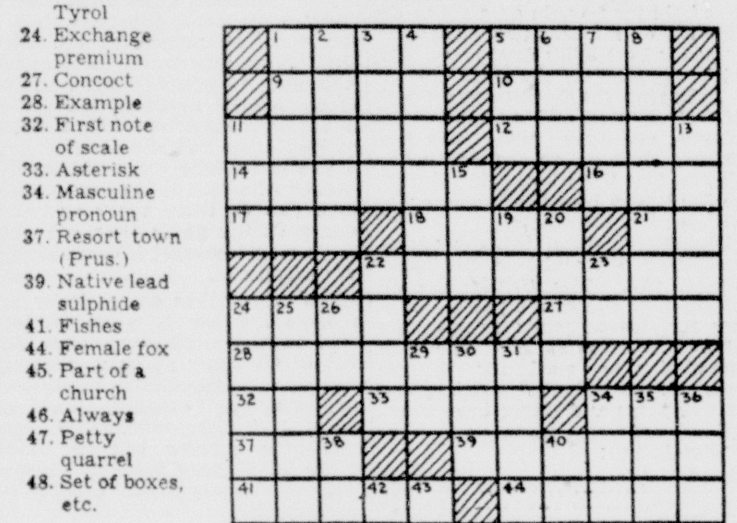 Tyrol
24. Exchange
premium
27. Concoct
28. Example
32. First note
of scale
33. Asterisk
34. Masculine
pronoun
37. Resort town
(Prus.)
39. Native lead
sulphide
41. Fishes
44. Female fox
45. Part of a
church
46. Always
47. Petty
quarrel
48. Set of boxes,
etc.
1 2 3 4 5 6 7 8
9 10
11 12 13
14 15 16
17 18 19 20 21
22 23
24 25 26 27
28 29 30 31
32 33 34 35 36
37 38 39 40
41 42 43 44